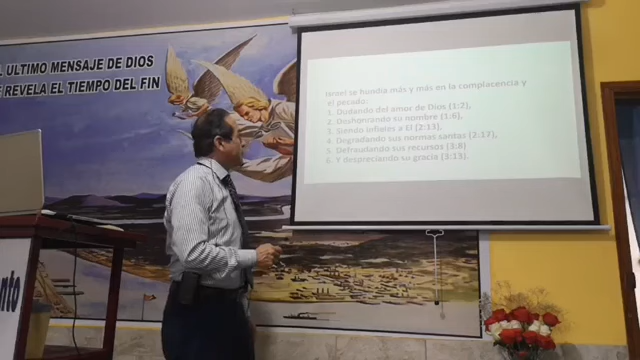 L ULTIMO MENSAJE DE DIOS
E REVELA EL TIEMPO DEL FIN
Israel se hundía más y más en la complacencia y
el pecado:
1. Dudando del amor de Dios (1:2),
2. Deshonrando su nombre (1:6),
3. Siendo infieles a El (2:11),
4. Degradando sus normas santas (2:17),
5. Defraudando sus recursos (3:8)
6. Y despreciando su gracia (3:13).
nto